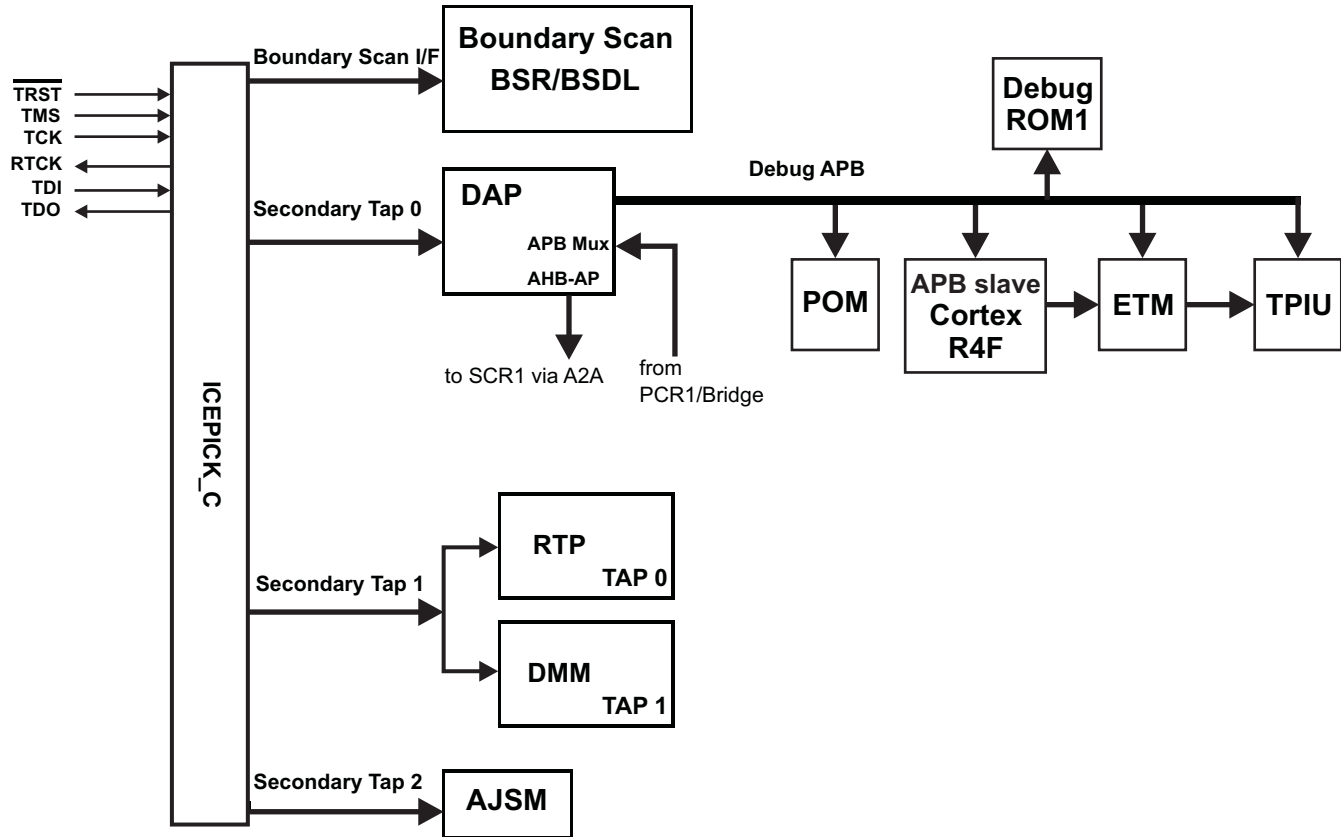 Boundary Scan I/F
Boundary Scan
BSR/BSDL
TRST
TMS
TCK
RTCK
TDI
TDO
ICEPICK_C
Secondary Tap 0
DAP
APB Mux
AHB-AP
to SCR1 via A2A
from
PCR1/Bridge
Debug APB
Debug
ROM1
POM
APB slave
Cortex
R4F
ETM
TPIU
Secondary Tap 1
RTP
TAP 0
DMM
TAP 1
Secondary Tap 2
AJSM